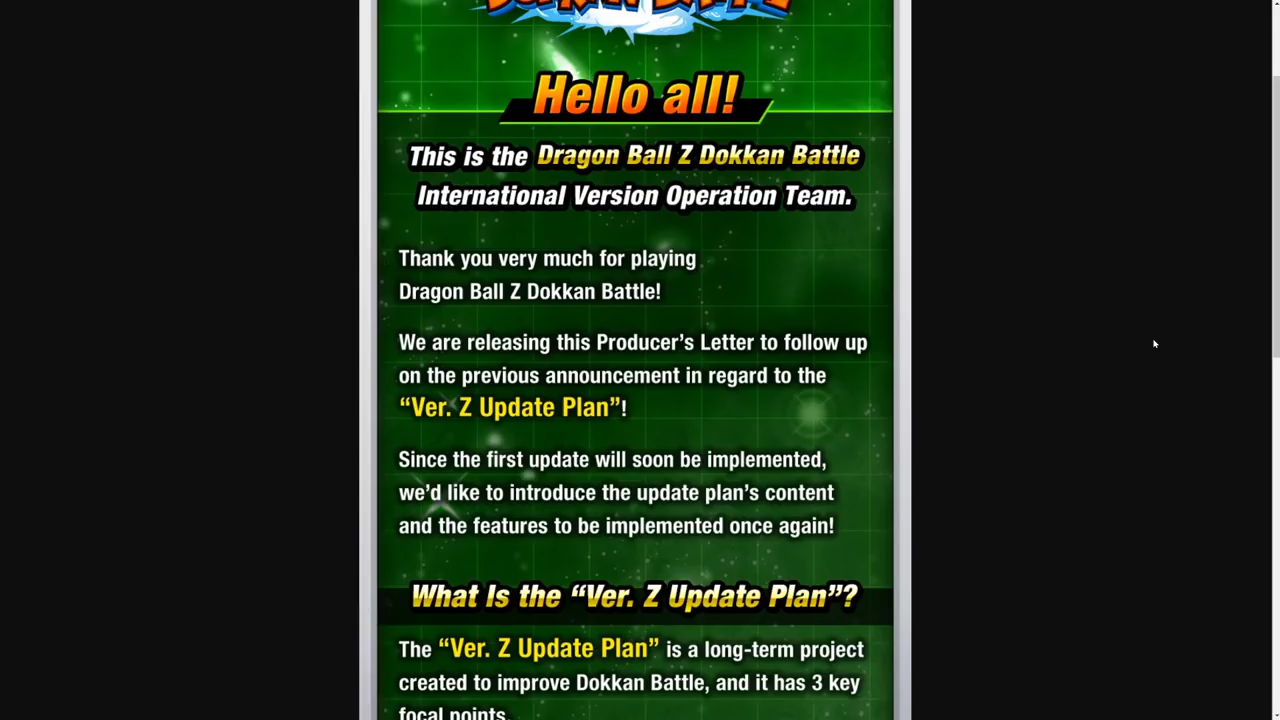 Hello all!
This is the Dragon Ball Z Dokkan Battle
International Version Operation Team.
Thank you very much for playing
Dragon Ball Z Dokkan Battle!
We are releasing this Producer’s Letter to follow up
on the previous announcement in regard to the
“Ver. Z Update Plan”!
Since the first update will soon be implemented,
we’d like to introduce the update plan’s content
and the features to be implemented once again!
What Is the “Ver. Z Update Plan”?
The “Ver. Z Update Plan” is a long-term project
created to improve Dokkan Battle, and it has 3 key
focal points.